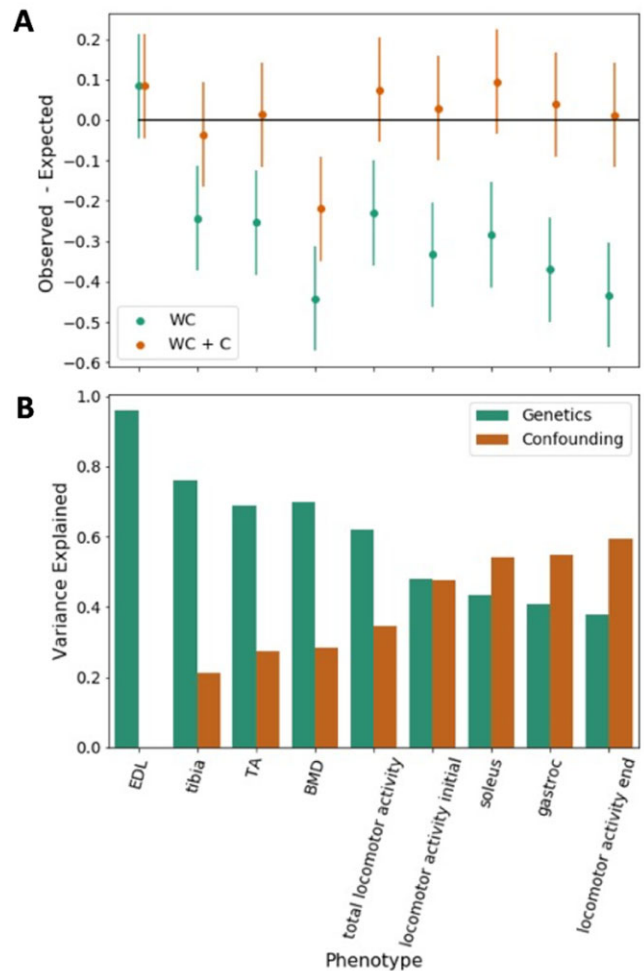 A
0.2
0.1
0.0
-0.1
-0.2
-0.3
-0.4
-0.5
-0.6
Observed - Expected
WC
WC + C
B
1.0
0.8
0.6
0.4
0.2
0.0
Variance Explained
Genetics
Confounding
EDL
tibia
TA
BMD
total locomotor activity
locomotor activity initial
soleus
gastroc
locomotor activity end
Phenotype